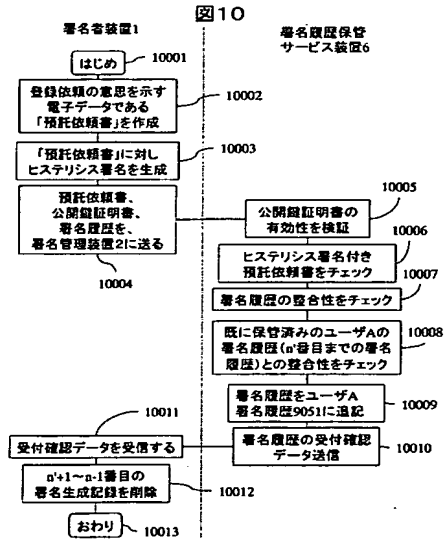 図10
署名者装置1
署名履歴保管
サービス装置6
はじめ
10001
登録依頼の意思を示す
電子データである
「預託依頼書」を作成
10002
「預託依頼書」に対し
ヒステリシス署名を生成
10003
預託依頼書、
公開鍵証明書、
署名履歴を、
署名管理装置2に送る
10004
公開鍵証明書の
有効性を検証
10005
ヒステリシス署名付き
預託依頼書をチェック
10006
署名履歴の整合性をチェック
10007
既に保管済みのユーザAの
署名履歴(n'番目までの署名
履歴)との整合性をチェック
10008
署名履歴をユーザA
署名履歴9051に追記
10009
署名履歴の受付確認
データ送信
10010
10011
受付確認データを受信する
n'+1~n-1番目の
署名生成記録を削除
10012
おわり
10013